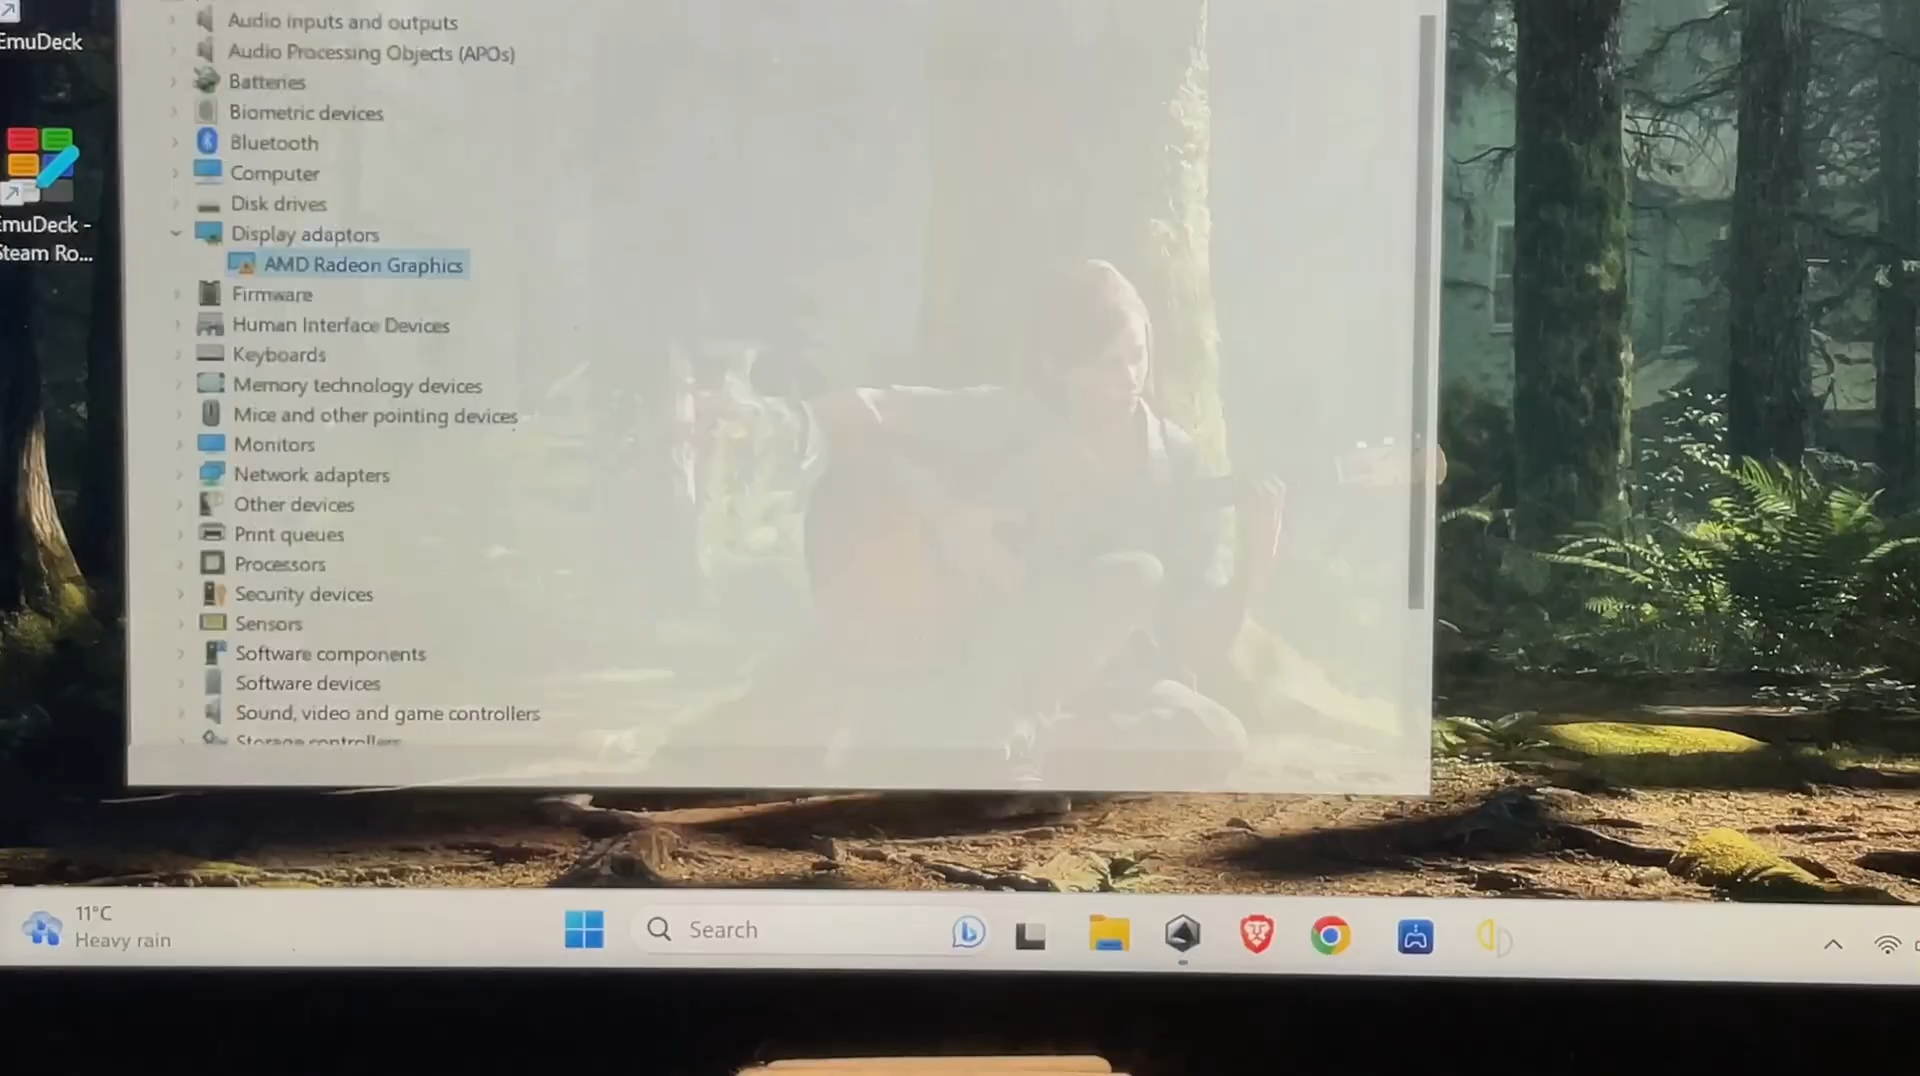 EmuDeck
Audio inputs and outputs
Audio Processing Objects (APOs)
Batteries
Biometric devices
Bluetooth
Computer
Disk drives
Display adaptors
AMD Radeon Graphics
Firmware
Human Interface Devices
Keyboards
Memory technology devices
Mice and other pointing devices
Monitors
Network adapters
Other devices
Print queues
Processors
Security devices
Sensors
Software components
Software devices
Sound, video and game controllers
Storage controllers
EmuDeck -
Steam Ro...
11°C
Heavy rain
Search